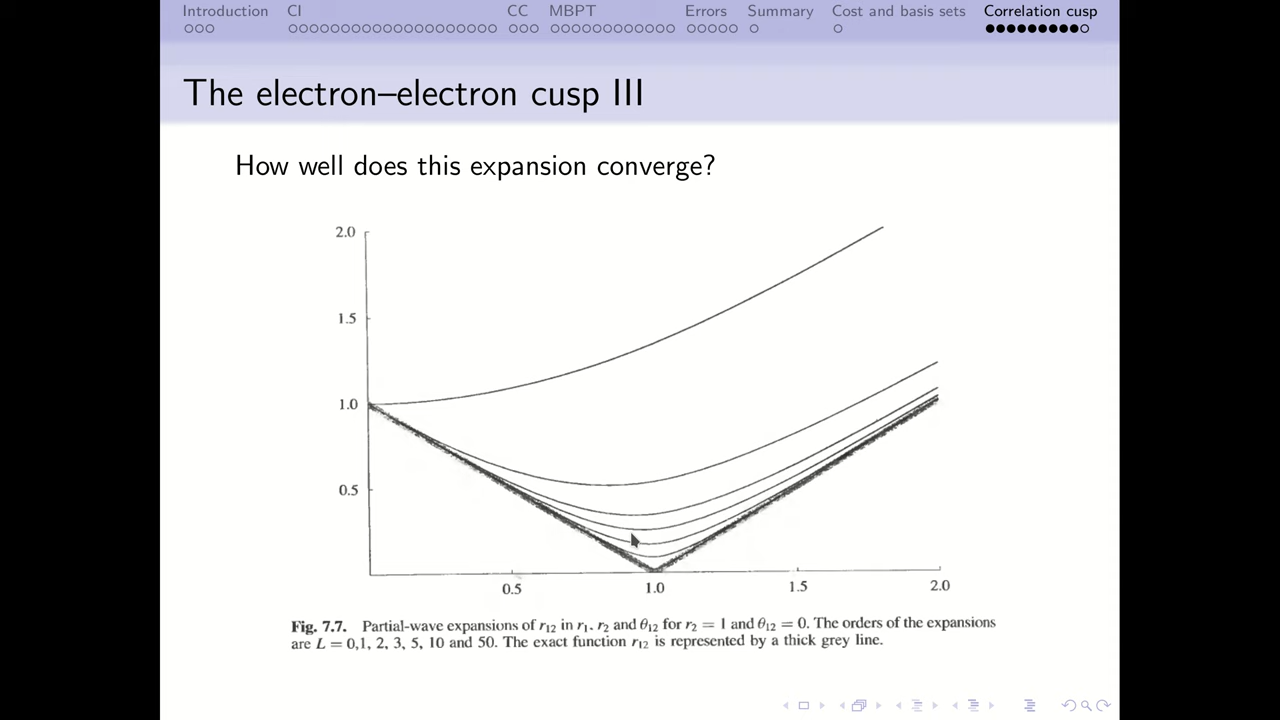 Introduction CI CC MBPT Errors Summary Cost and basis sets Correlation cusp
The electron–electron cusp III
How well does this expansion converge?
2.0
1.5
1.0
0.5
0.5 1.0 1.5 2.0
Fig. 7.7. Partial-wave expansions of r₁₂ in r₁, r₂ and θ₁₂ for r₂ = 1 and θ₁₂ = 0. The orders of the expansions
are L = 0,1, 2, 3, 5, 10 and 50. The exact function r₁₂ is represented by a thick grey line.